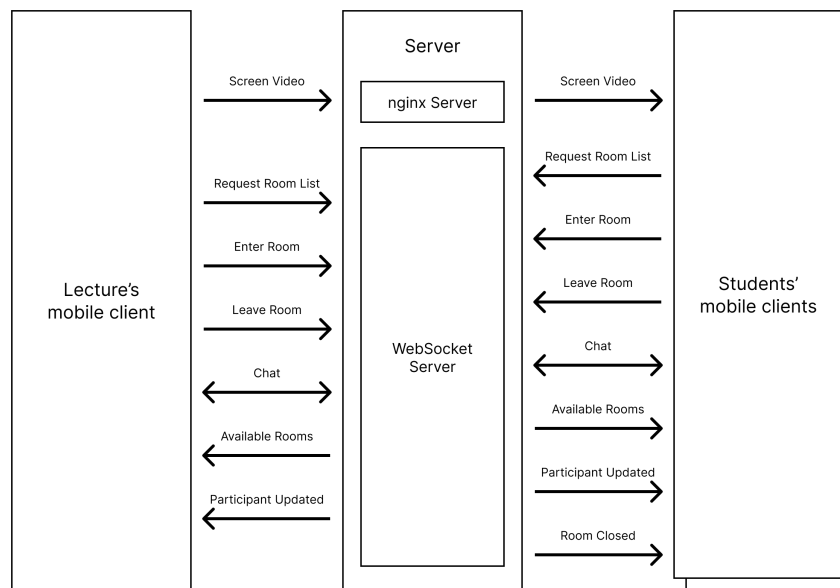 Lecture's
mobile client
Screen Video
Request Room List
Enter Room
Leave Room
Chat
Available Rooms
Participant Updated
Server
nginx Server
WebSocket
Server
Screen Video
Request Room List
Enter Room
Leave Room
Chat
Available Rooms
Participant Updated
Room Closed
Students'
mobile clients